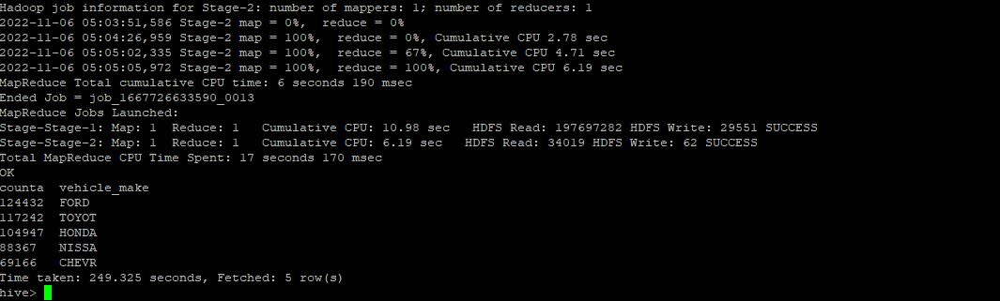 Hadoop job information for Stage-2: number of mappers: 1; number of reducers: 1
2022-11-06 05:03:51,586 Stage-2 map = 0%,  reduce = 0%
2022-11-06 05:04:26,959 Stage-2 map = 100%,  reduce = 0%, Cumulative CPU 2.78 sec
2022-11-06 05:05:02,335 Stage-2 map = 100%,  reduce = 67%, Cumulative CPU 4.71 sec
2022-11-06 05:05:05,972 Stage-2 map = 100%,  reduce = 100%, Cumulative CPU 6.19 sec
MapReduce Total cumulative CPU time: 6 seconds 190 msec
Ended Job = job_1667726633590_0013
MapReduce Jobs Launched:
Stage-Stage-1: Map: 1  Reduce: 1   Cumulative CPU: 10.98 sec   HDFS Read: 197697282 HDFS Write: 29551 SUCCESS
Stage-Stage-2: Map: 1  Reduce: 1   Cumulative CPU: 6.19 sec   HDFS Read: 34019 HDFS Write: 62 SUCCESS
Total MapReduce CPU Time Spent: 17 seconds 170 msec
OK
counta  vehicle_make
124432  FORD
117242  TOYOT
104947  HONDA
88367   NISSA
69166   CHEVR
Time taken: 249.325 seconds, Fetched: 5 row(s)
hive>